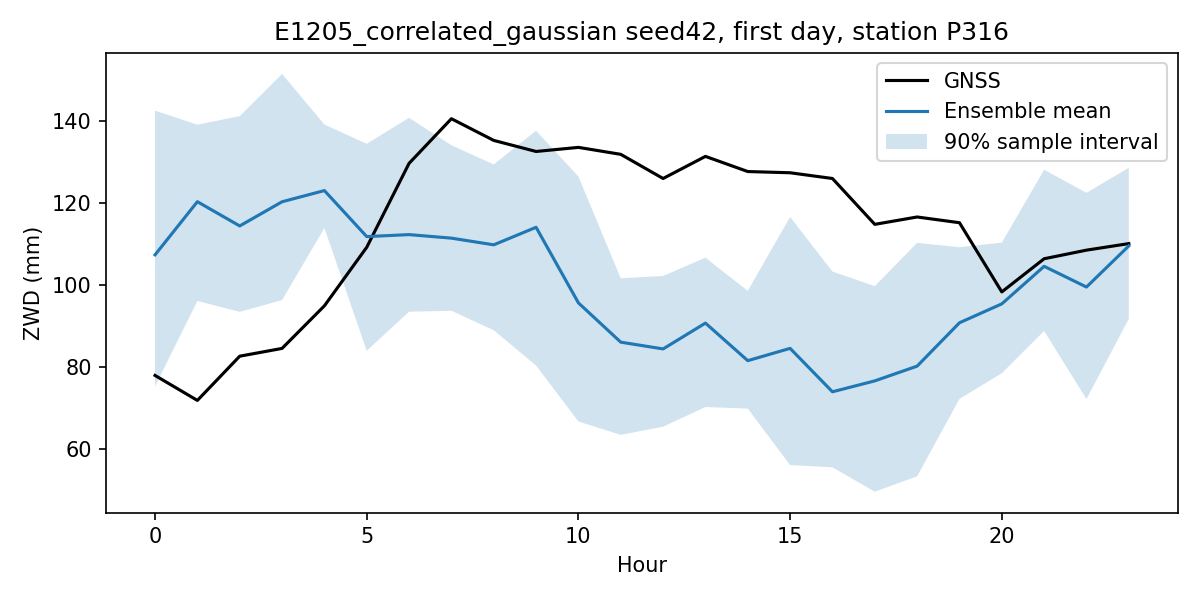 E1205_correlated_gaussian seed42, first day, station P316
GNSS
Ensemble mean
90% sample interval
ZWD (mm)
140
120
100
80
60
0 5 10 15 20
Hour